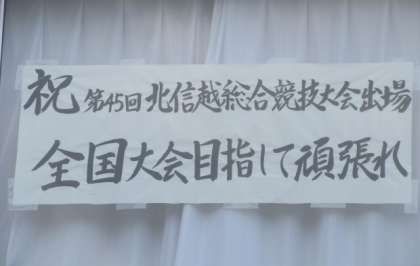 祝 第45回北信越総合競技大会出場
全国大会目指して頑張れ